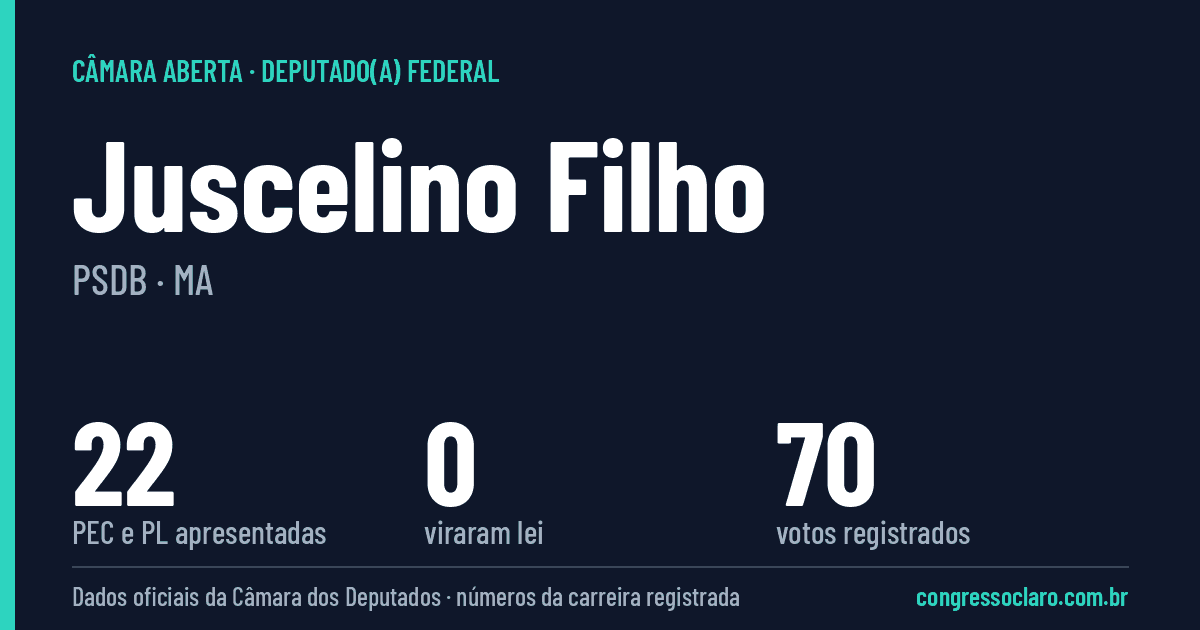 CÂMARA ABERTA · DEPUTADO(A) FEDERAL
Juscelino Filho
PSDB · MA
22 0 70
PEC e PL apresentadas viraram lei votos registrados
Dados oficiais da Câmara dos Deputados · números da carreira registrada congressoclaro.com.br